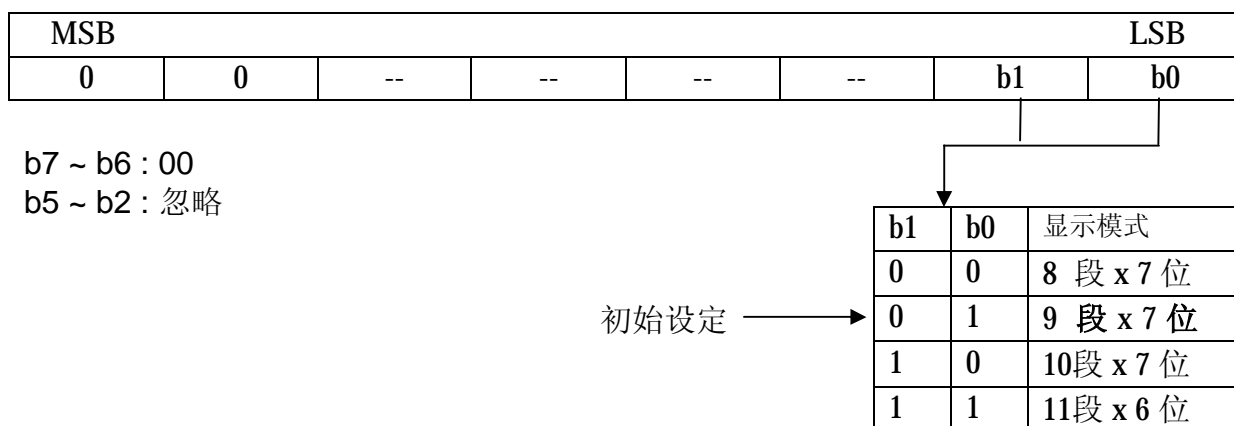 MSB LSB
0 0 -- -- -- -- b1 b0
b7 ~ b6 : 00
b5 ~ b2 : 忽略
b1 b0 显示模式
0 0 8 段 x 7 位
初始设定 0 1 9 段 x 7 位
1 0 10段 x 7 位
1 1 11段 x 6 位